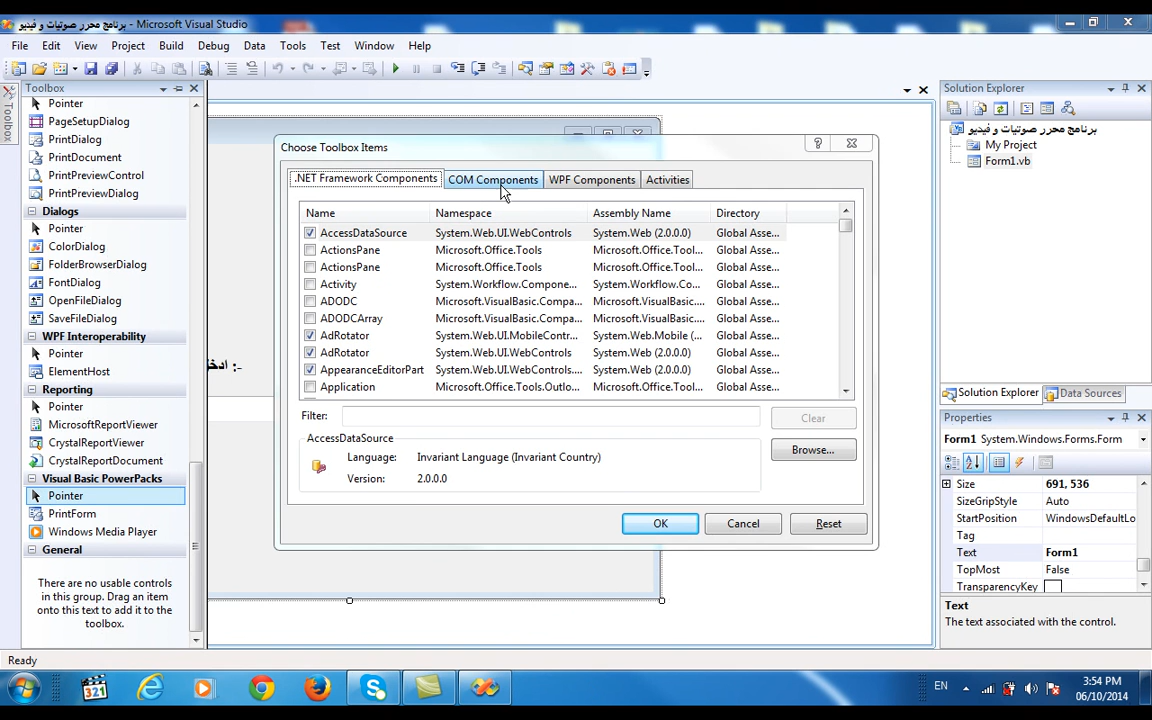 برنامج محرر صوتيات و فيديو - Microsoft Visual Studio
File Edit View Project Build Debug Data Tools Test Window Help
Toolbox
Toolbox
Pointer
PageSetupDialog
PrintDialog
PrintDocument
PrintPreviewControl
PrintPreviewDialog
Dialogs
Pointer
ColorDialog
FolderBrowserDialog
FontDialog
OpenFileDialog
SaveFileDialog
WPF Interoperability
Pointer
ElementHost
Reporting
Pointer
MicrosoftReportViewer
CrystalReportViewer
CrystalReportDocument
Visual Basic PowerPacks
Pointer
PrintForm
Windows Media Player
General
There are no usable controls
in this group. Drag an item
onto this text to add it to the
toolbox.
Choose Toolbox Items
.NET Framework Components COM Components WPF Components Activities
Name Namespace Assembly Name Directory
AccessDataSource System.Web.UI.WebControls System.Web (2.0.0.0) Global Asse...
ActionsPane Microsoft.Office.Tools Microsoft.Office.Tool... Global Asse...
ActionsPane Microsoft.Office.Tools Microsoft.Office.Tool... Global Asse...
Activity System.Workflow.Compone... System.Workflow.Co... Global Asse...
ADODC Microsoft.VisualBasic.Compa... Microsoft.VisualBasic.... Global Asse...
ADODCArray Microsoft.VisualBasic.Compa... Microsoft.VisualBasic.... Global Asse...
AdRotator System.Web.UI.MobileContr... System.Web.Mobile (... Global Asse...
AdRotator System.Web.UI.WebControls System.Web (2.0.0.0) Global Asse...
AppearanceEditorPart System.Web.UI.WebControls.... System.Web (2.0.0.0) Global Asse...
Application Microsoft.Office.Tools.Outlo... Microsoft.Office.Tool... Global Asse...
Filter: Clear
AccessDataSource
Language: Invariant Language (Invariant Country)
Version: 2.0.0.0
Browse...
OK Cancel Reset
Solution Explorer
برنامج محرر صوتيات و فيديو
My Project
Form1.vb
Solution Explorer Data Sources
Properties
Form1 System.Windows.Forms.Form
Size 691, 536
SizeGripStyle Auto
StartPosition WindowsDefaultLo
Tag
Text Form1
TopMost False
TransparencyKey
Text
The text associated with the control.
Ready
321
EN
3:54 PM
06/10/2014